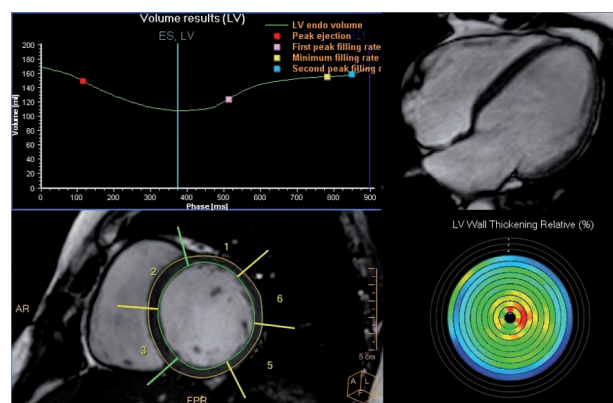 Volume results (LV)
ES, LV
LV endo volume
Peak ejection
First peak filling rate
Minimum filling rate
Second peak filling r
Volume [ml]
200
180
160
140
120
100
80
60
40
20
0
0 100 200 300 400 500 600 700 800 900
Phase [ms]
AR
1
2
3
5
6
5 cm
A L
F
FPR
LV Wall Thickening Relative (%)